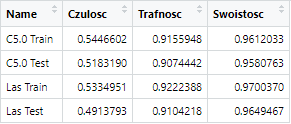 Name Czulosc Trafnosc Swoistosc
C5.0 Train 0.5446602 0.9155948 0.9612033
C5.0 Test 0.5183190 0.9074442 0.9580763
Las Train 0.5334951 0.9222388 0.9700370
Las Test 0.4913793 0.9104218 0.9649467